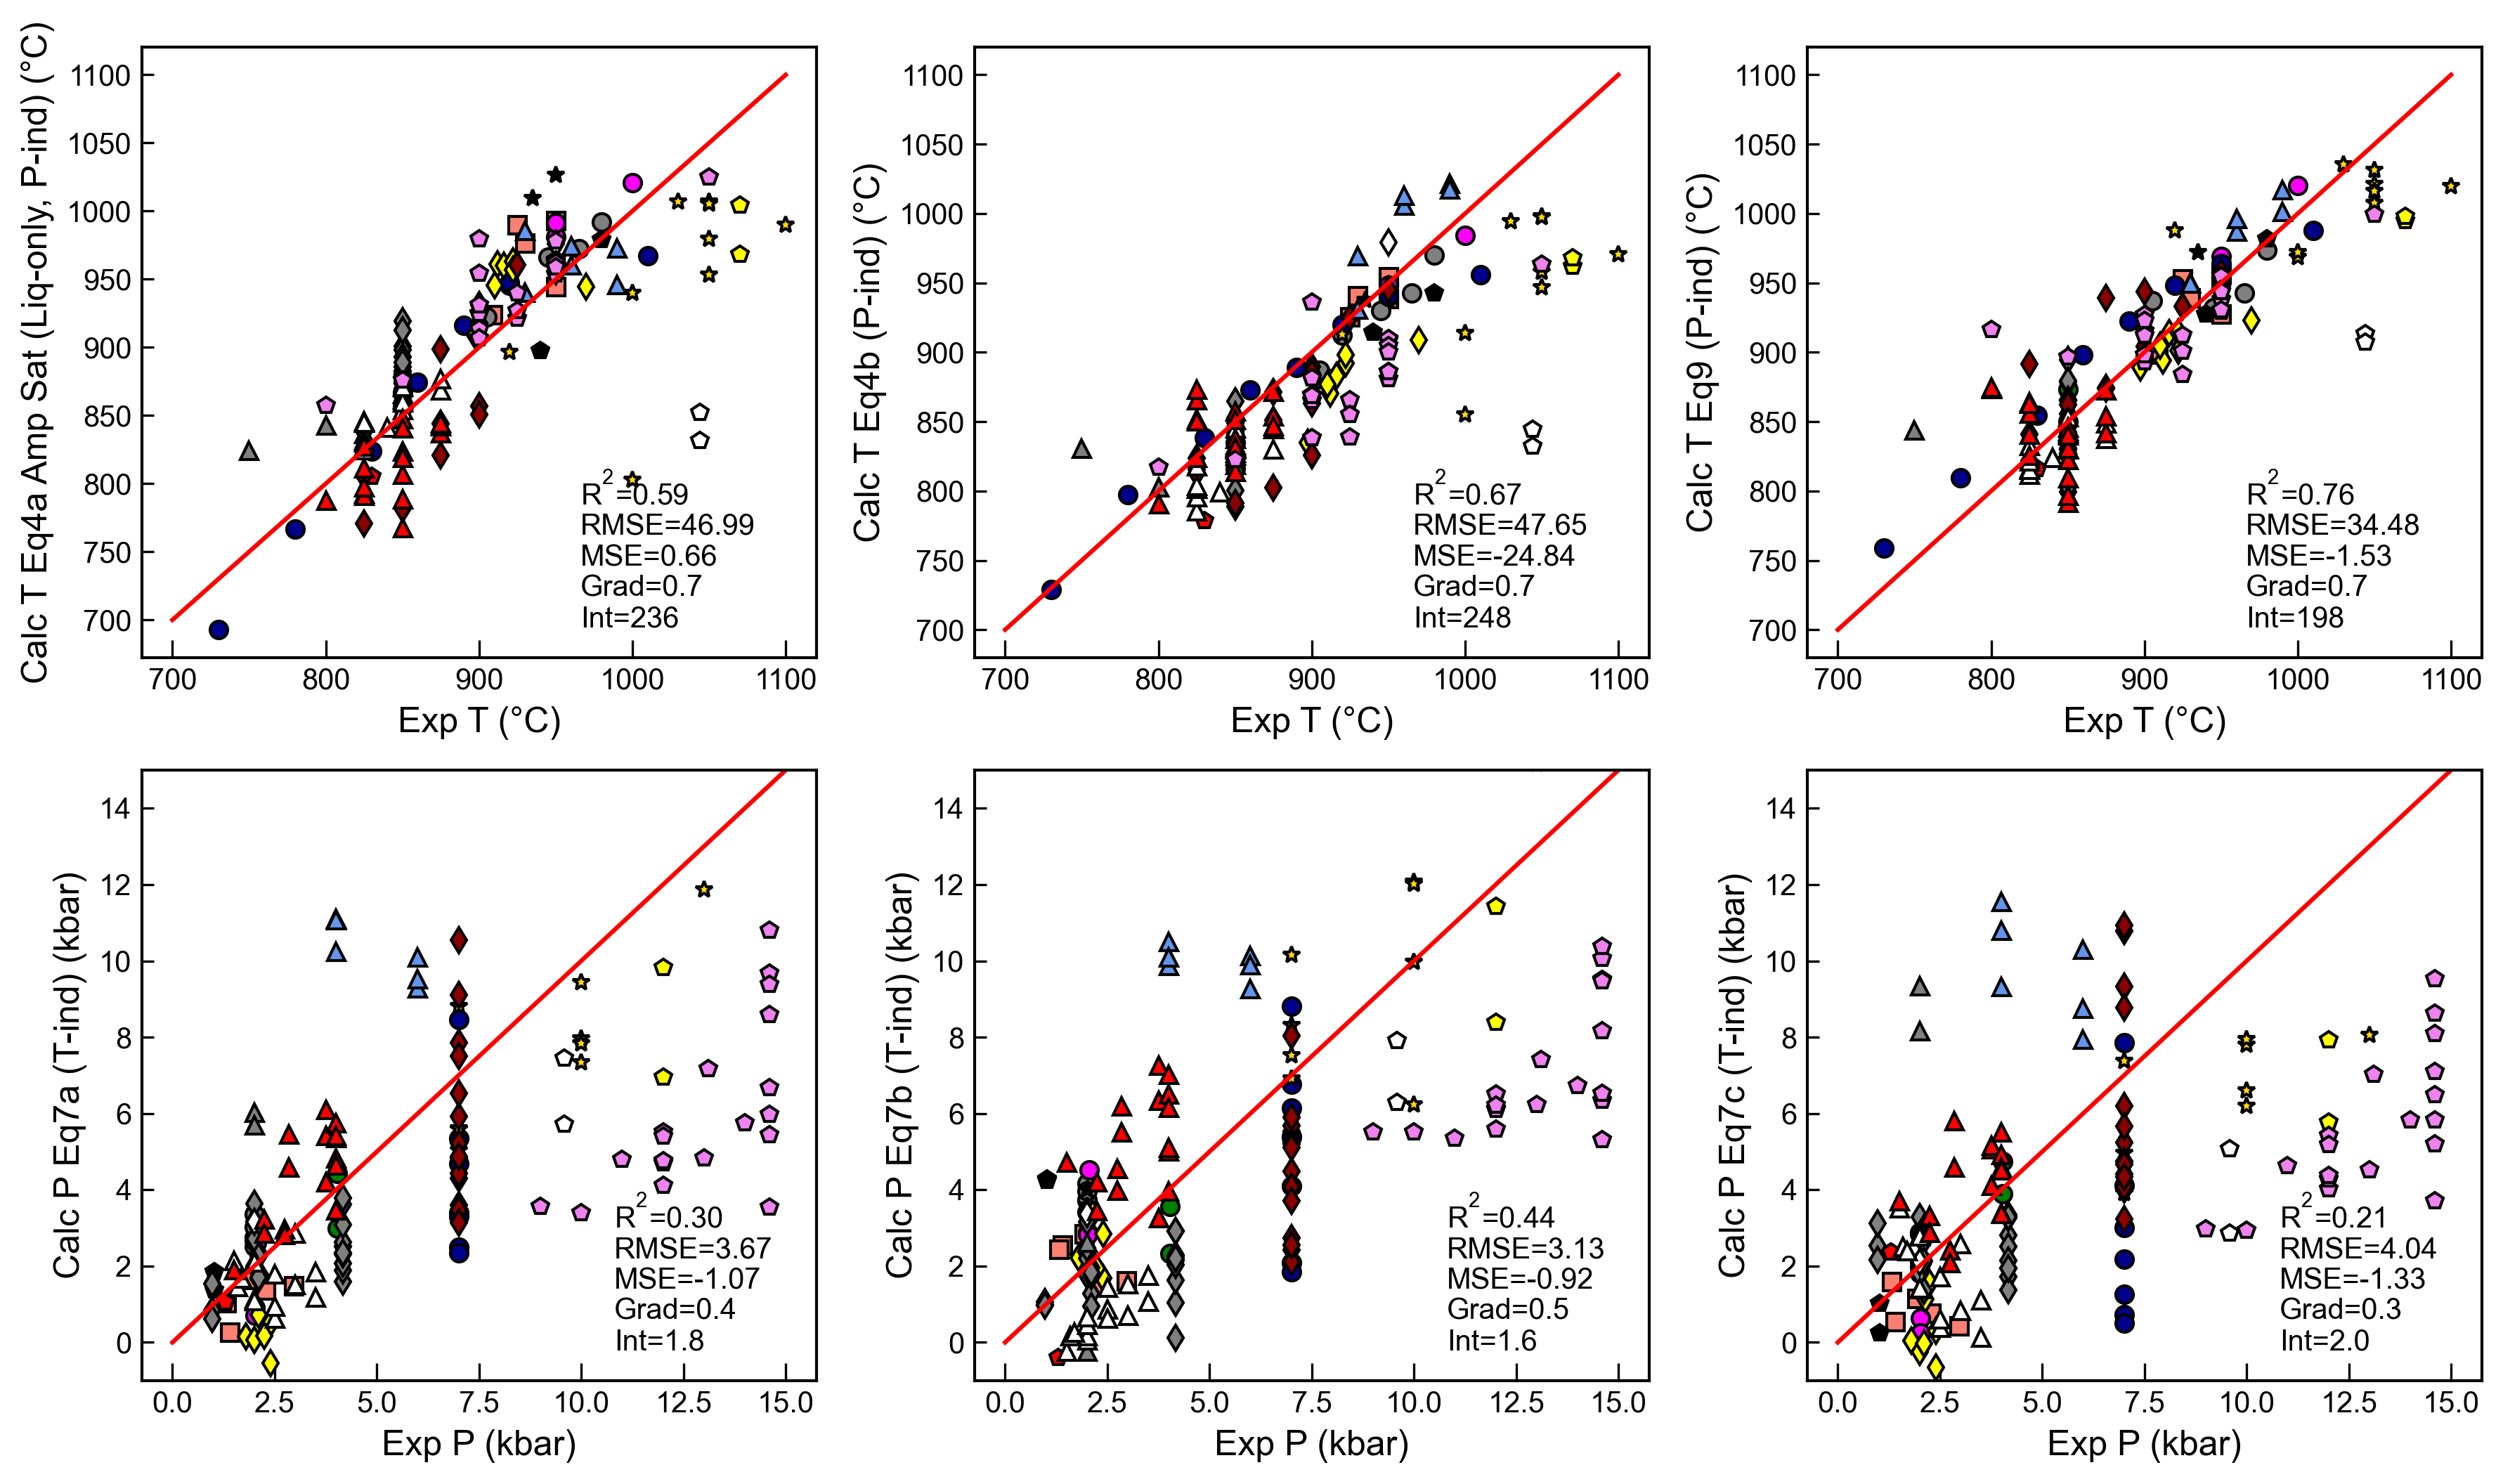 Calc T Eq4a Amp Sat (Liq-only, P-ind) (°C)
1100
1050
1000
950
900
850
800
750
700
R²=0.59
RMSE=46.99
MSE=0.66
Grad=0.7
Int=236
700 800 900 1000 1100
Exp T (°C)
Calc T Eq4b (P-ind) (°C)
1100
1050
1000
950
900
850
800
750
700
R²=0.67
RMSE=47.65
MSE=-24.84
Grad=0.7
Int=248
700 800 900 1000 1100
Exp T (°C)
Calc T Eq9 (P-ind) (°C)
1100
1050
1000
950
900
850
800
750
700
R²=0.76
RMSE=34.48
MSE=-1.53
Grad=0.7
Int=198
700 800 900 1000 1100
Exp T (°C)
Calc P Eq7a (T-ind) (kbar)
14
12
10
8
6
4
2
0
R²=0.30
RMSE=3.67
MSE=-1.07
Grad=0.4
Int=1.8
0.0 2.5 5.0 7.5 10.0 12.5 15.0
Exp P (kbar)
Calc P Eq7b (T-ind) (kbar)
14
12
10
8
6
4
2
0
R²=0.44
RMSE=3.13
MSE=-0.92
Grad=0.5
Int=1.6
0.0 2.5 5.0 7.5 10.0 12.5 15.0
Exp P (kbar)
Calc P Eq7c (T-ind) (kbar)
14
12
10
8
6
4
2
0
R²=0.21
RMSE=4.04
MSE=-1.33
Grad=0.3
Int=2.0
0.0 2.5 5.0 7.5 10.0 12.5 15.0
Exp P (kbar)